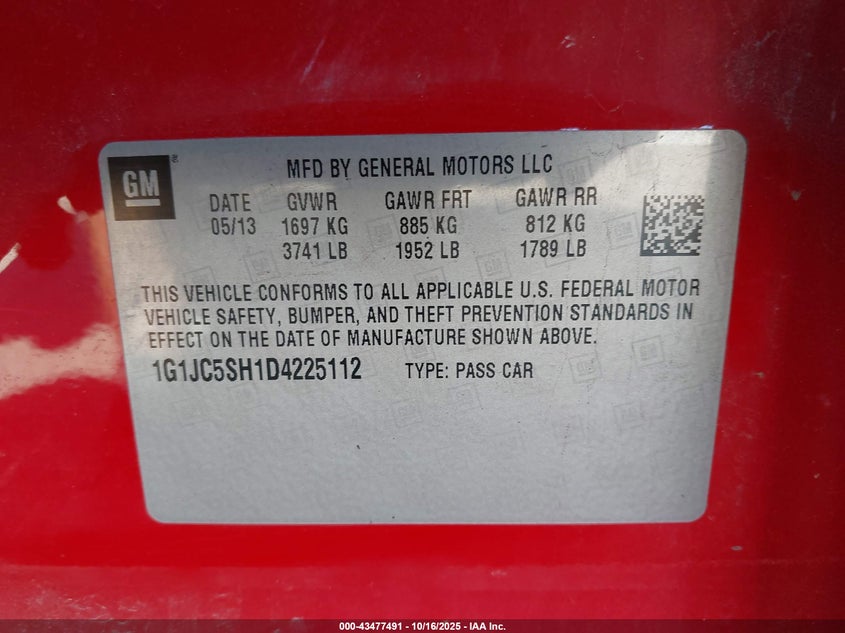 GM ®
MFD BY GENERAL MOTORS LLC
DATE GVWR GAWR FRT GAWR RR
05/13 1697 KG 885 KG 812 KG
3741 LB 1952 LB 1789 LB
THIS VEHICLE CONFORMS TO ALL APPLICABLE U.S. FEDERAL MOTOR
VEHICLE SAFETY, BUMPER, AND THEFT PREVENTION STANDARDS IN
EFFECT ON THE DATE OF MANUFACTURE SHOWN ABOVE.
1G1JC5SH1D4225112 TYPE: PASS CAR
000-43477491 - 10/16/2025 - IAA Inc.